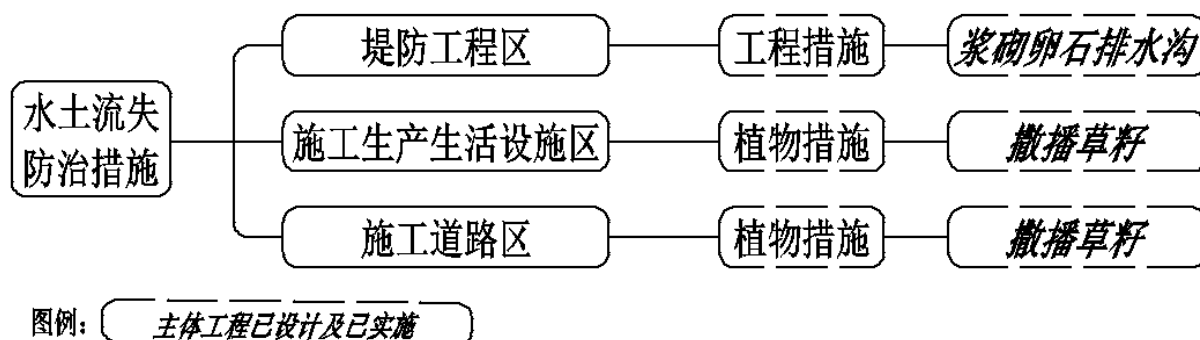 堤防工程区 工程措施 浆砌卵石排水沟
水土流失
防治措施
施工生产生活设施区 植物措施 撒播草籽
施工道路区 植物措施 撒播草籽
图例： 主体工程已设计及已实施